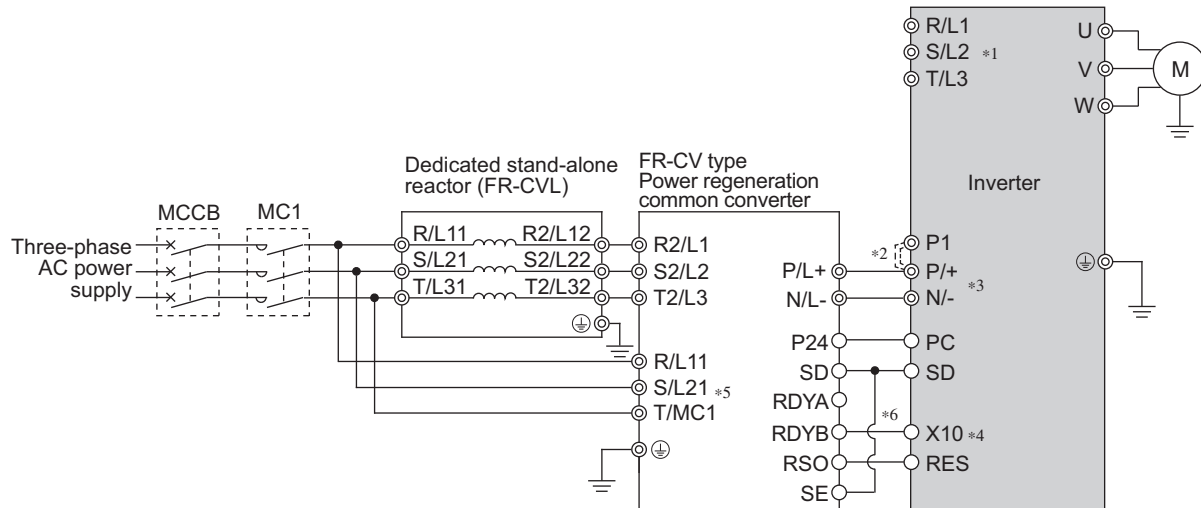 R/L1
S/L2 *1
T/L3
U
V
W
M
Dedicated stand-alone
reactor (FR-CVL)
FR-CV type
Power regeneration
common converter
Inverter
MCCB
MC1
Three-phase
AC power
supply
R/L11
R2/L12
S/L21
S2/L22
T/L31
T2/L32
R2/L1
S2/L2
T2/L3
R/L11
S/L21 *5
T/MC1
P/L+
N/L-
P24
SD
RDYA
RDYB
RSO
SE
*2
P1
P/+
*3
N/-
PC
SD
*6
X10 *4
RES